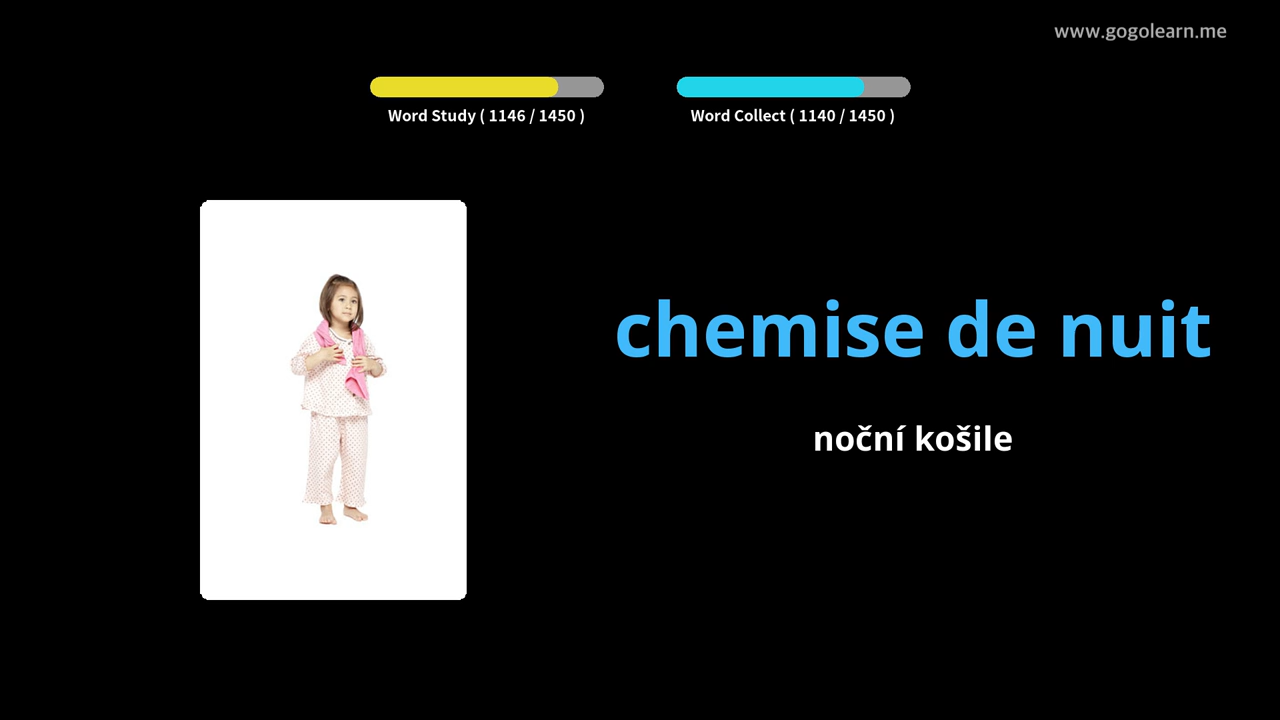 www.gogolearn.me
Word Study ( 1146 / 1450 )
Word Collect ( 1140 / 1450 )
chemise de nuit
noční košile